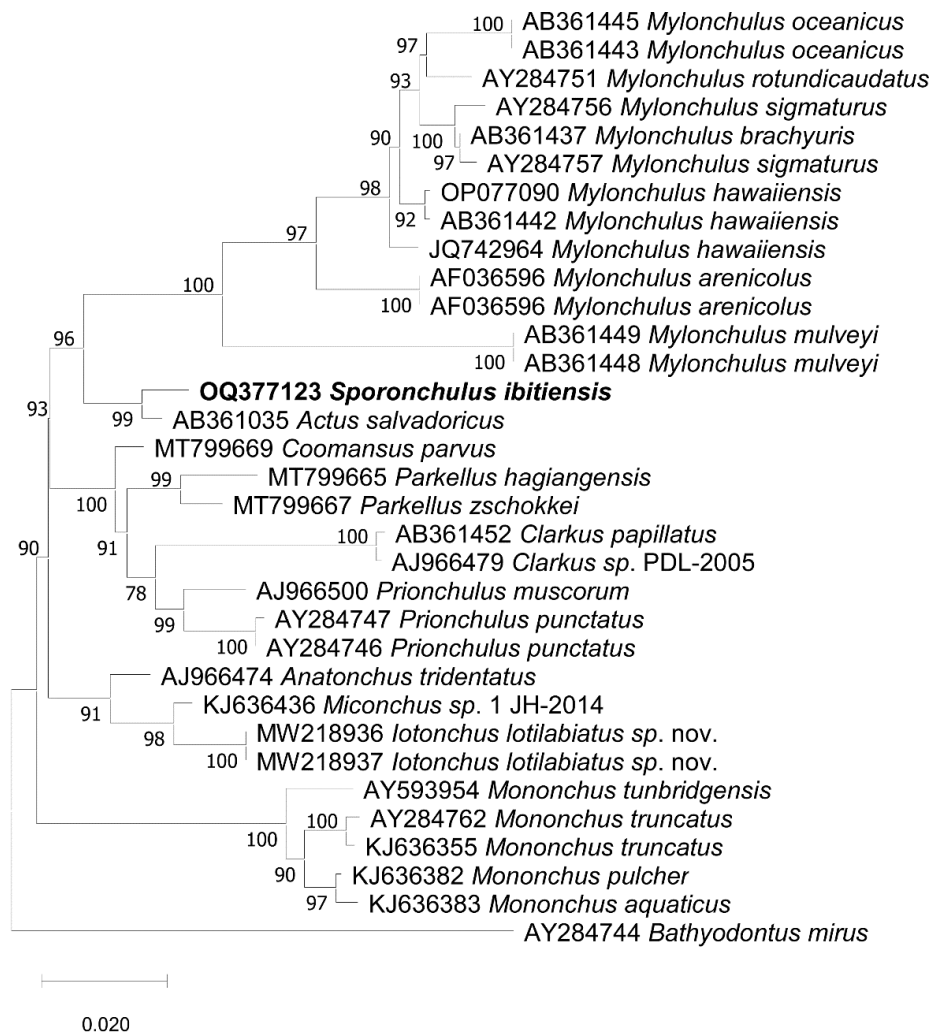 100 AB361445 Mylonchulus oceanicus
97 AB361443 Mylonchulus oceanicus
93 AY284751 Mylonchulus rotundicaudatus
AY284756 Mylonchulus sigmaturus
90 100 AB361437 Mylonchulus brachyuris
97 AY284757 Mylonchulus sigmaturus
98 OP077090 Mylonchulus hawaiiensis
92 AB361442 Mylonchulus hawaiiensis
97 JQ742964 Mylonchulus hawaiiensis
AF036596 Mylonchulus arenicolus
100 100 AF036596 Mylonchulus arenicolus
96 AB361449 Mylonchulus mulveyi
100 AB361448 Mylonchulus mulveyi
OQ377123 Sporonchulus ibitiensis
93 99 AB361035 Actus salvadoricus
MT799669 Coomansus parvus
99 MT799665 Parkellus hagiangensis
100 MT799667 Parkellus zschokkei
100 AB361452 Clarkus papillatus
90 91 AJ966479 Clarkus sp. PDL-2005
78 AJ966500 Prionchulus muscorum
99 AY284747 Prionchulus punctatus
100 AY284746 Prionchulus punctatus
AJ966474 Anatonchus tridentatus
91 KJ636436 Miconchus sp. 1 JH-2014
98 MW218936 Iotonchus lotilabiatus sp. nov.
100 MW218937 Iotonchus lotilabiatus sp. nov.
AY593954 Mononchus tunbridgensis
100 100 AY284762 Mononchus truncatus
KJ636355 Mononchus truncatus
90 KJ636382 Mononchus pulcher
97 KJ636383 Mononchus aquaticus
AY284744 Bathyodontus mirus
0.020